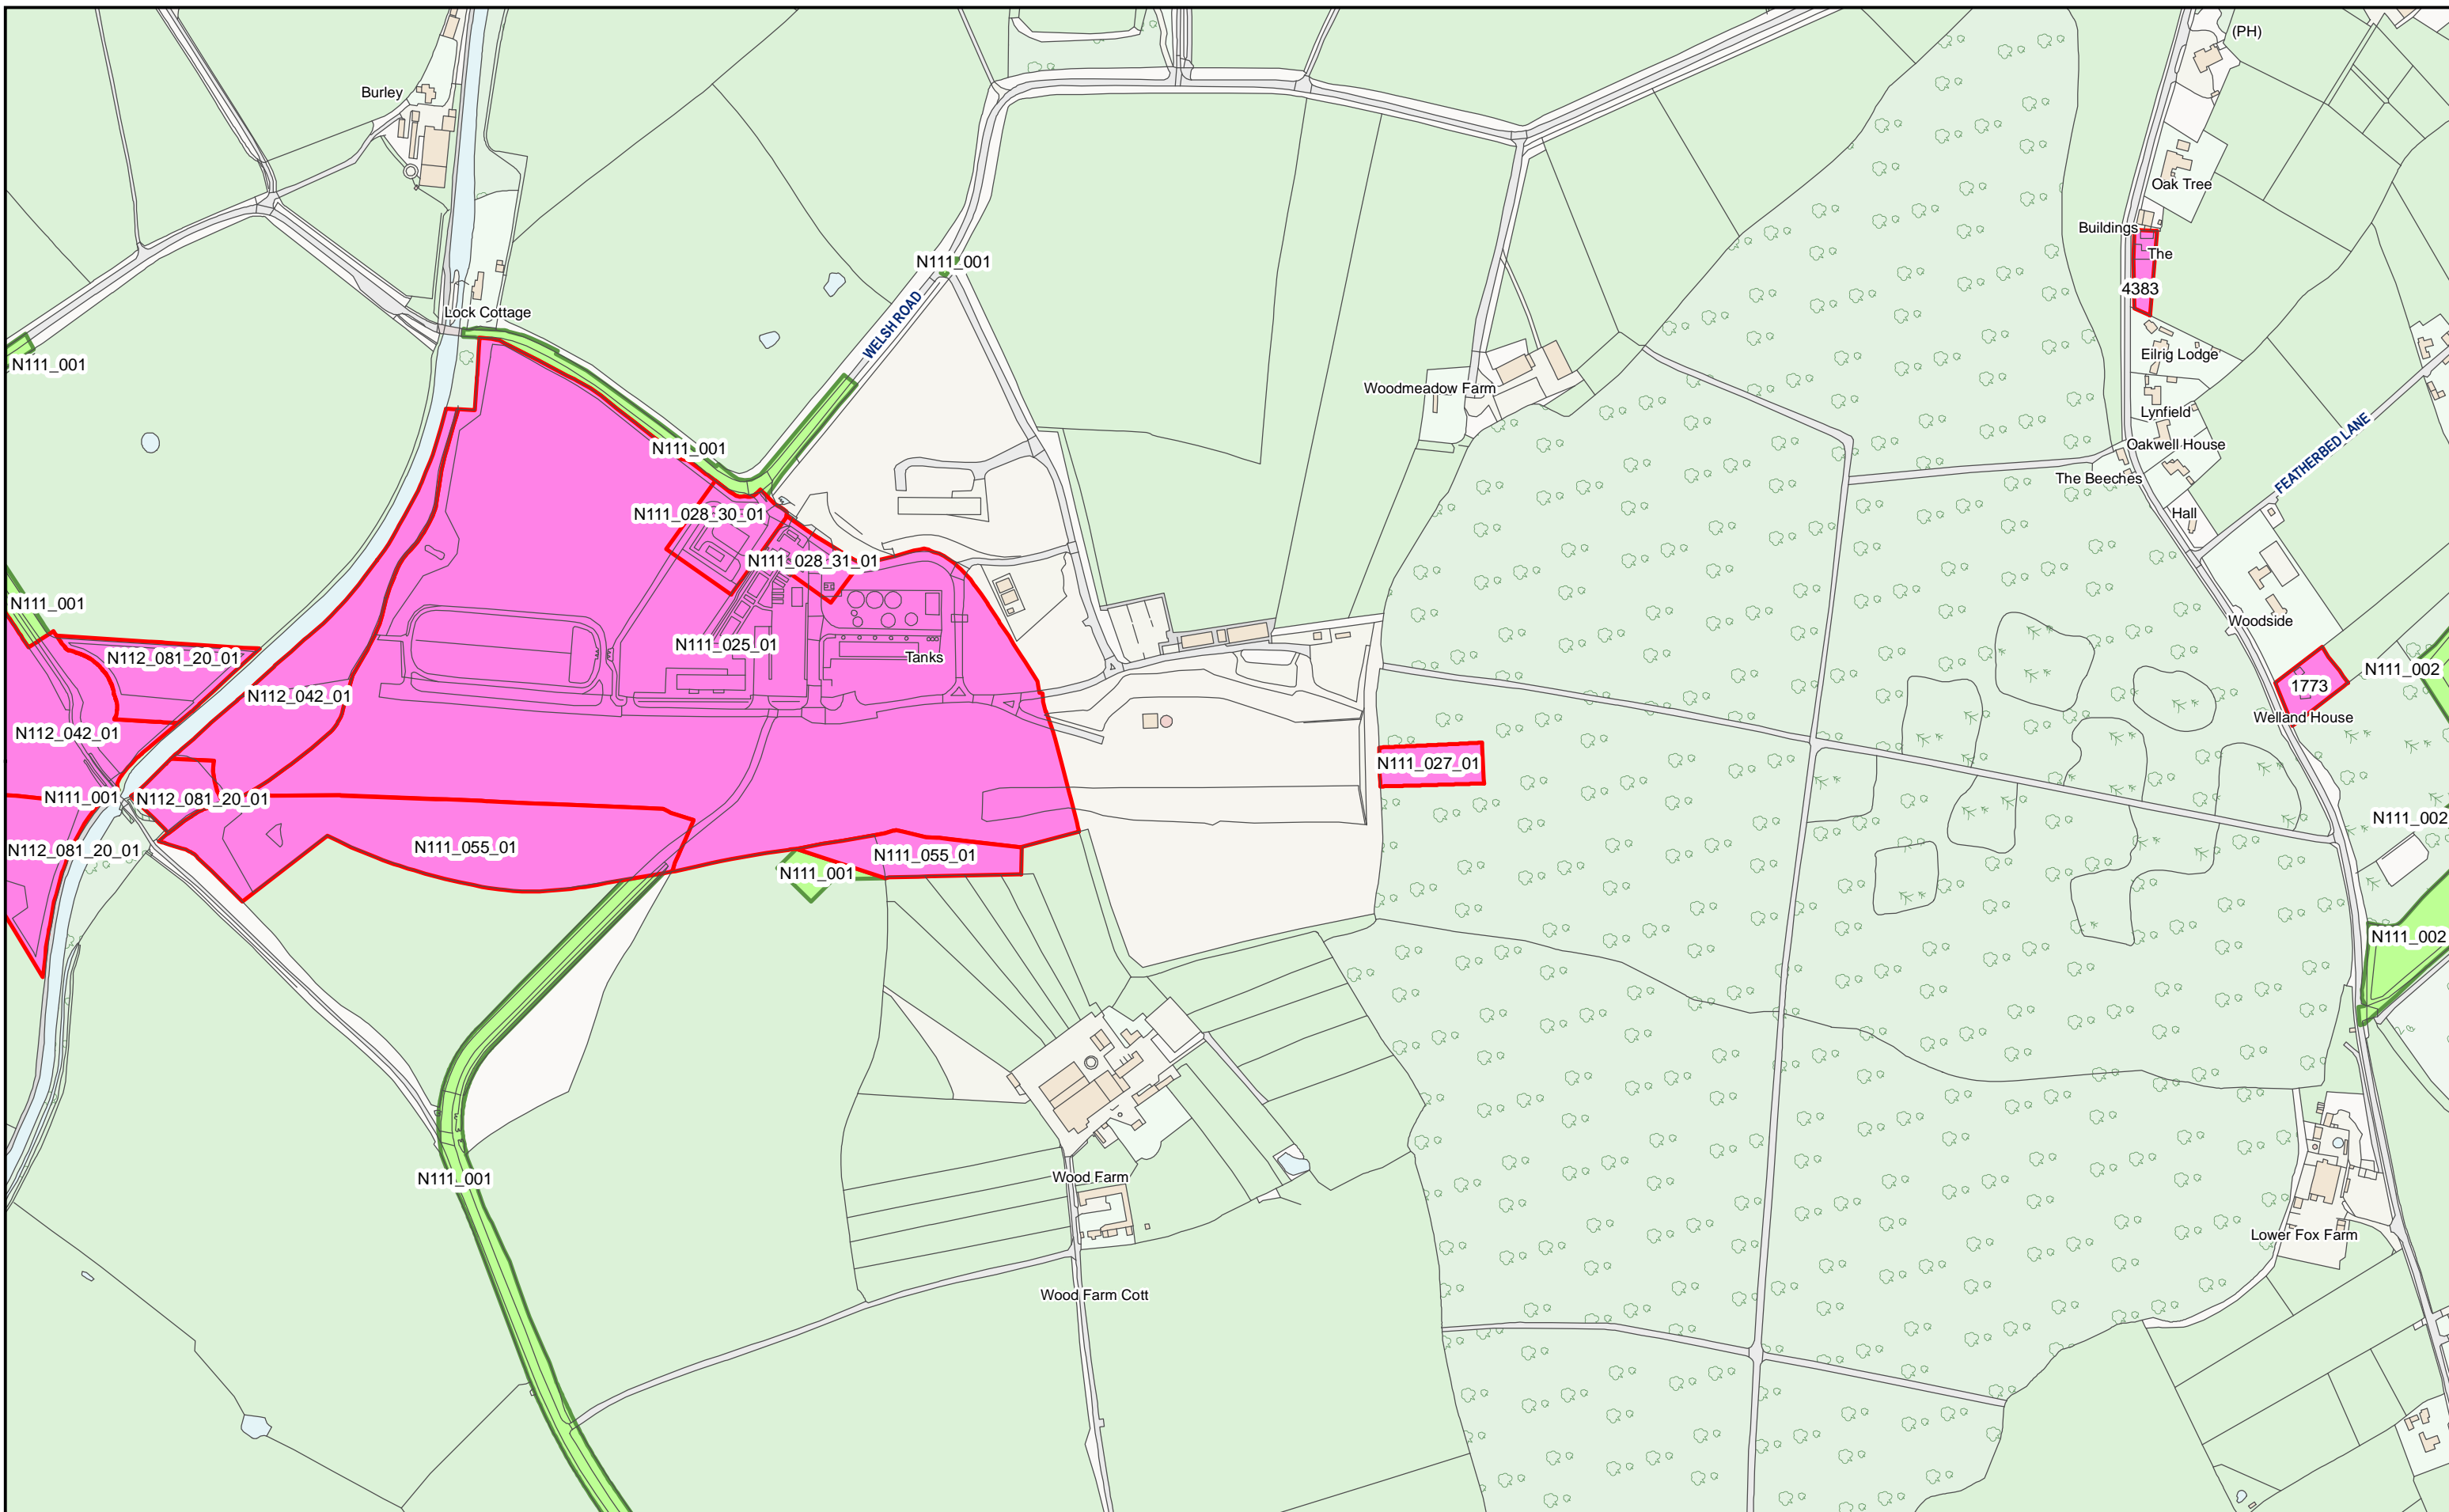 (PH)
Burley
Oak Tree
Buildings
The
N111_001
4383
Lock Cottage
WELSH ROAD
Eilrig Lodge
N111_001
Woodmeadow Farm
Lynfield
Oakwell House
FEATHERBED LANE
N111_001
The Beeches
Hall
N111_028_30_01
N111_028_31_01
N111_001
Woodside
N111_025_01
Tanks
N112_081_20_01
N111_002
1773
N112_042_01
Welland House
N112_042_01
N111_027_01
N111_001
N112_081_20_01
N111_002
N111_055_01
N112_081_20_01
N111_055_01
N111_001
N111_002
Wood Farm
N111_001
Lower Fox Farm
Wood Farm Cott